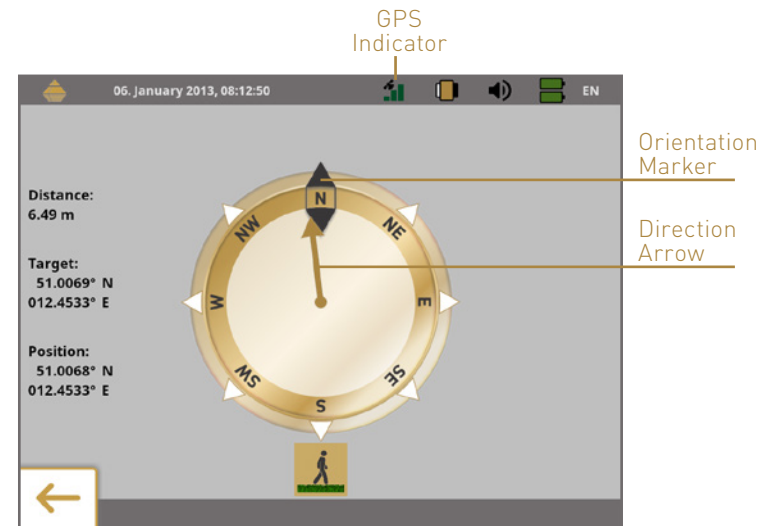 GPS
Indicator
06. January 2013, 08:12:50
EN
Orientation
Marker
Direction
Arrow
Distance:
6.49 m
Target:
51.0069° N
012.4533° E
Position:
51.0068° N
012.4533° E
N
NE
E
SE
S
SW
W
NW